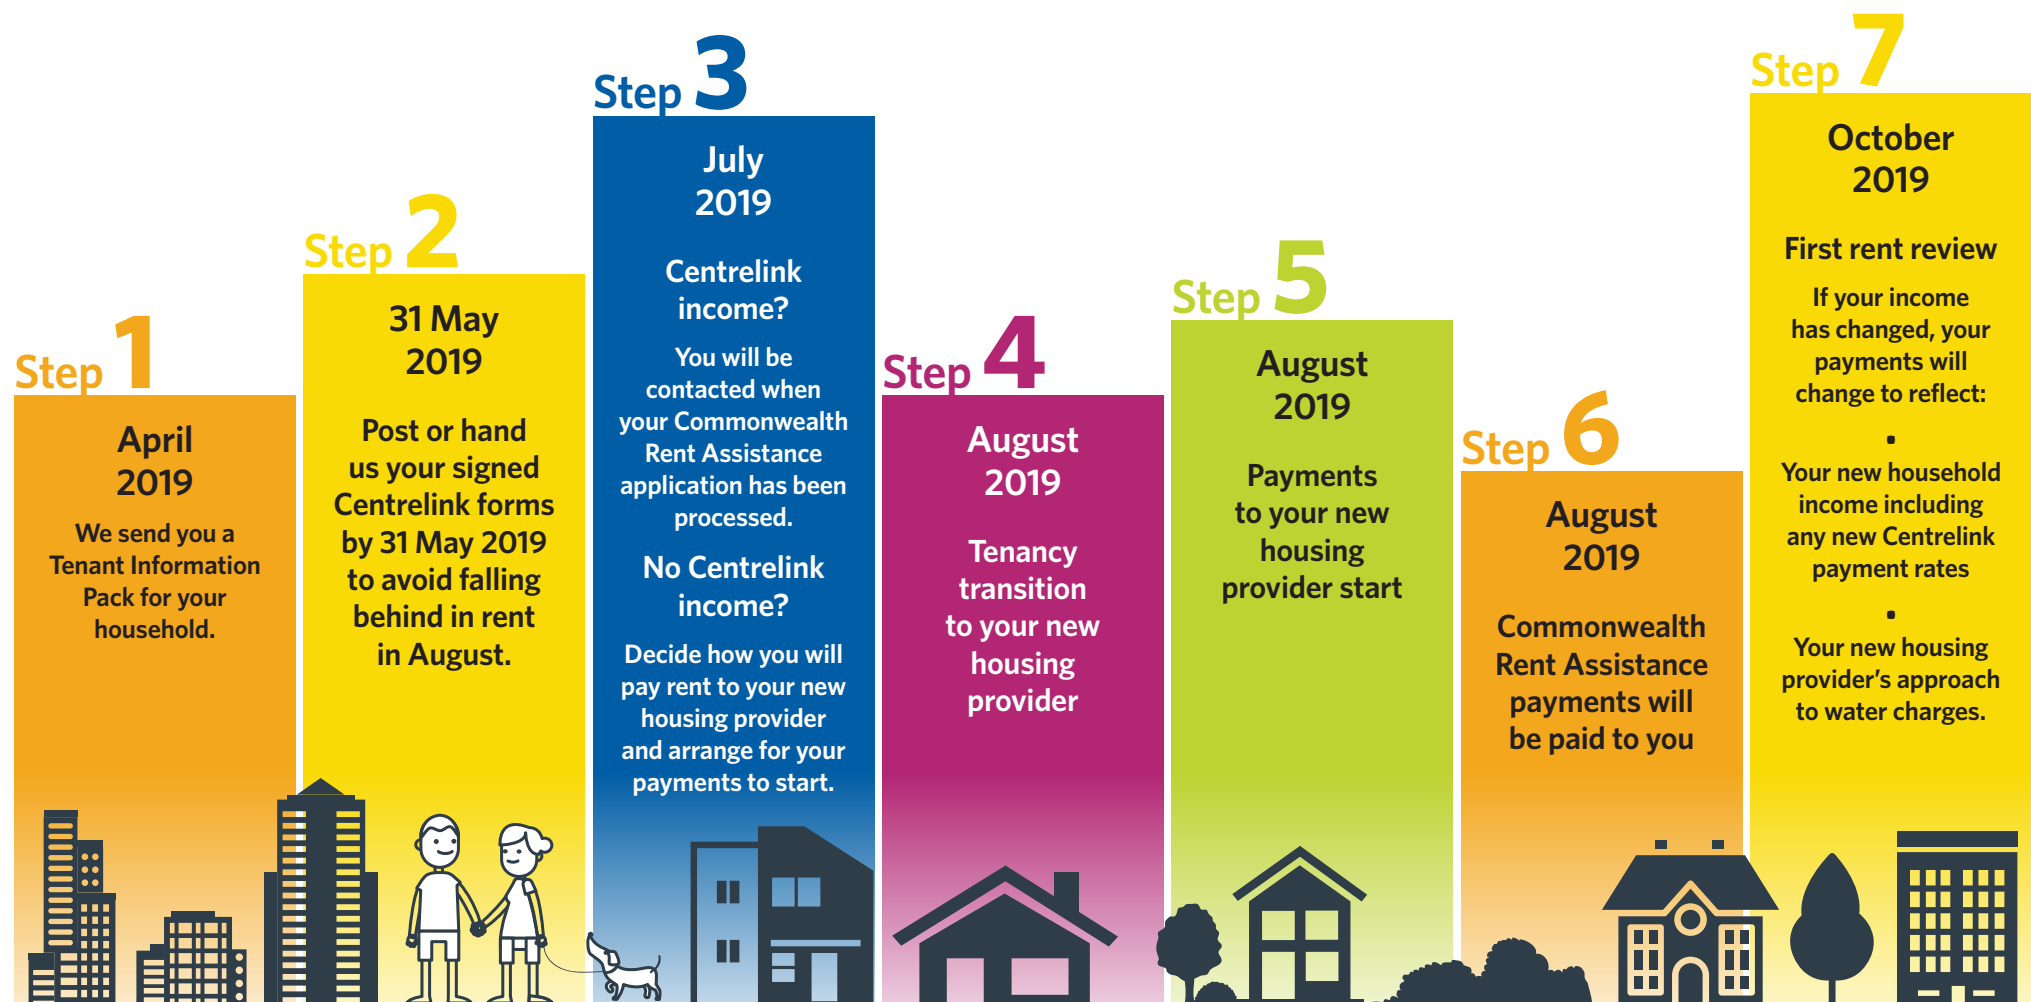 Step 1
April
2019
We send you a
Tenant Information
Pack for your
household.
Step 2
31 May
2019
Post or hand
us your signed
Centrelink forms
by 31 May 2019
to avoid falling
behind in rent
in August.
Step 3
July
2019
Centrelink
income?
You will be
contacted when
your Commonwealth
Rent Assistance
application has been
processed.
No Centrelink
income?
Decide how you will
pay rent to your new
housing provider
and arrange for your
payments to start.
Step 4
August
2019
Tenancy
transition
to your new
housing
provider
Step 5
August
2019
Payments
to your new
housing
provider start
Step 6
August
2019
Commonwealth
Rent Assistance
payments will
be paid to you
Step 7
October
2019
First rent review
If your income
has changed, your
payments will
change to reflect:
▪
Your new household
income including
any new Centrelink
payment rates
▪
Your new housing
provider's approach
to water charges.